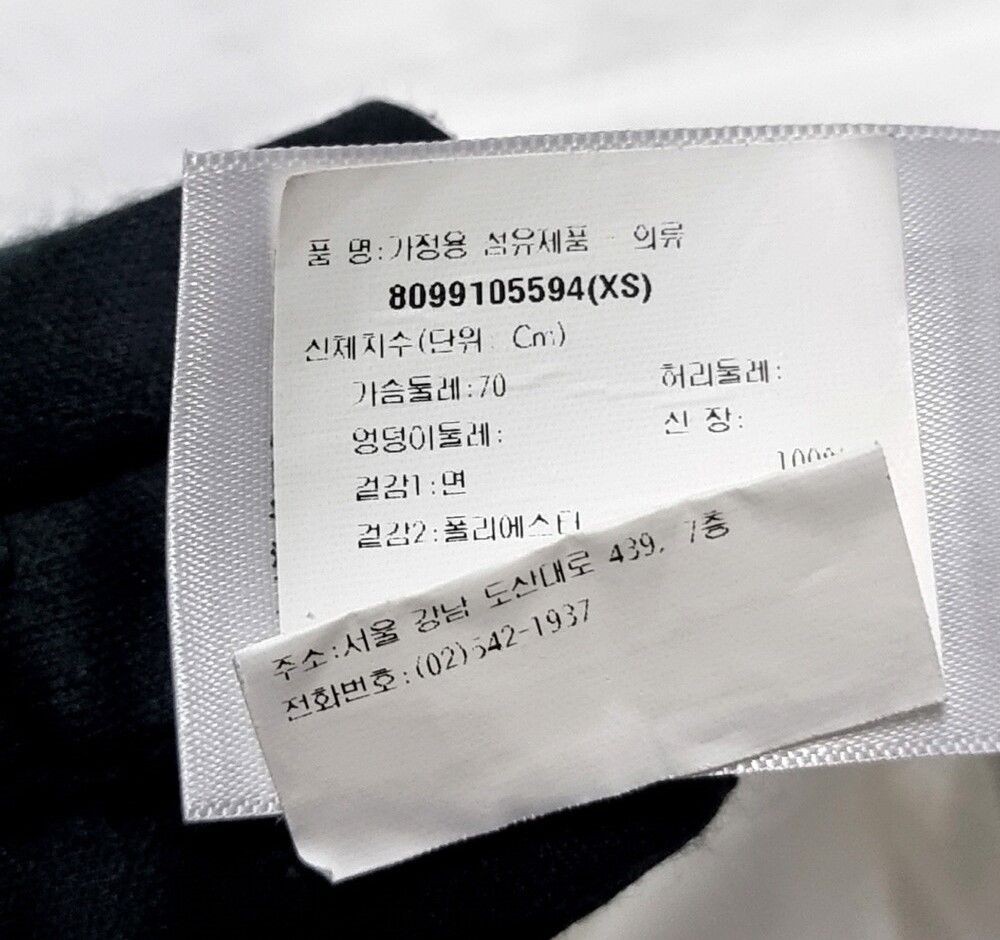 품 명:가정용 섬유제품 - 의류
8099105594(XS)
신체치수(단위: Cm)
가슴둘레:70 허리둘레:
엉덩이둘레: 신 장:
겉감1:면
겉감2:폴리에스터
주소:서울 강남 도산대로 439, 7층
전화번호:(02)542-1937